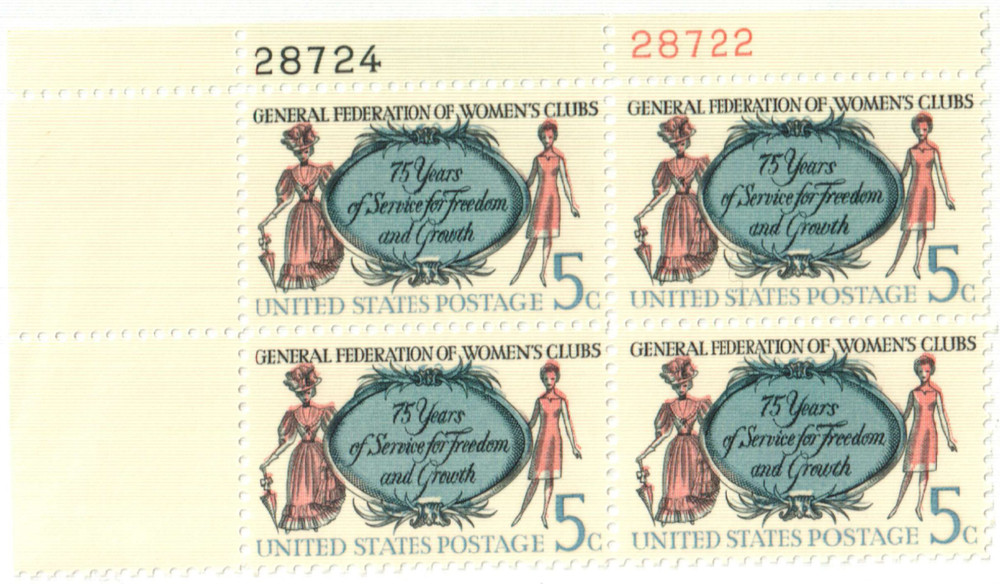 28724 28722
GENERAL FEDERATION OF WOMEN'S CLUBS
75 Years
of Service for Freedom
and Growth
UNITED STATES POSTAGE 5c
GENERAL FEDERATION OF WOMEN'S CLUBS
75 Years
of Service for Freedom
and Growth
UNITED STATES POSTAGE 5c
GENERAL FEDERATION OF WOMEN'S CLUBS
75 Years
of Service for Freedom
and Growth
UNITED STATES POSTAGE 5c
GENERAL FEDERATION OF WOMEN'S CLUBS
75 Years
of Service for Freedom
and Growth
UNITED STATES POSTAGE 5c